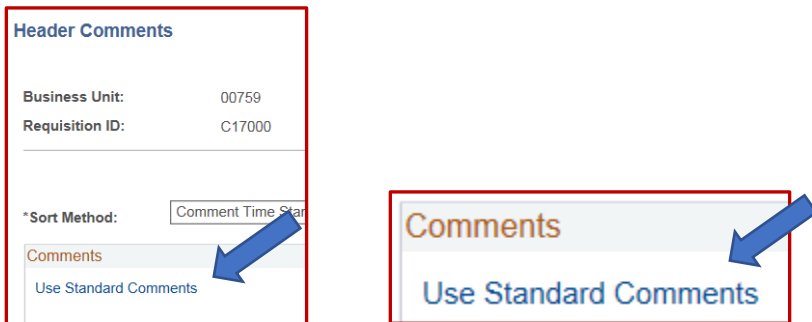 Header Comments
Business Unit: 00759
Requisition ID: C17000
*Sort Method: Comment Time
Comments
Use Standard Comments
Comments
Use Standard Comments